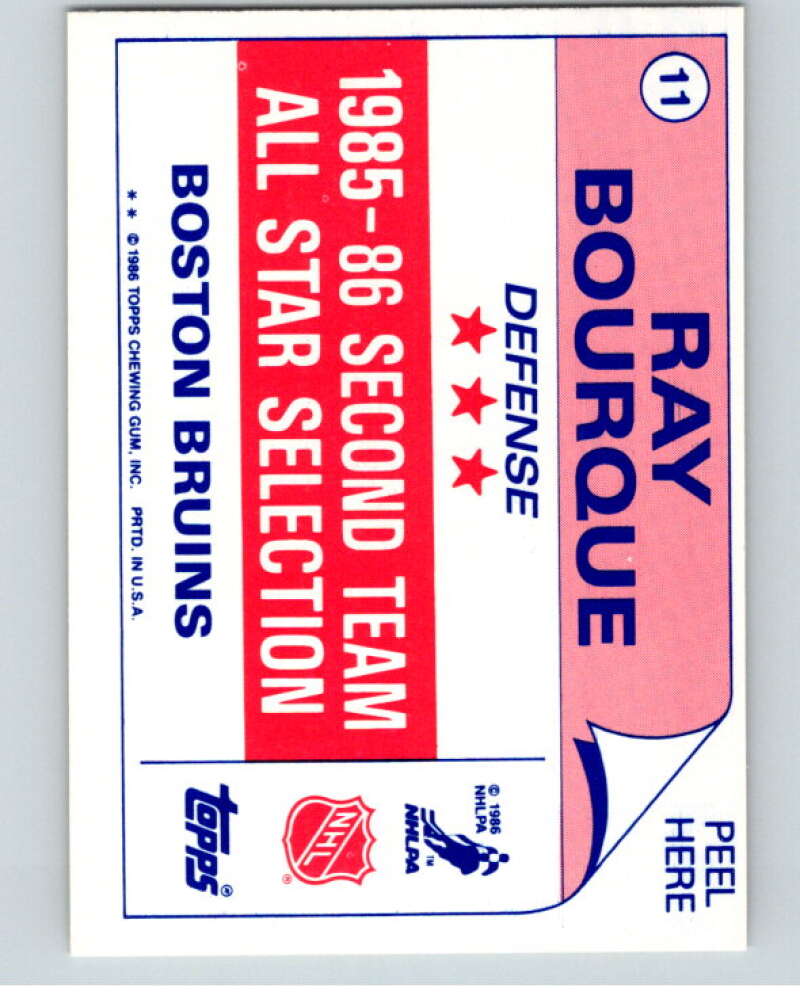 11
RAY
BOURQUE
DEFENSE
1985-86 SECOND TEAM
ALL STAR SELECTION
BOSTON BRUINS
** © 1986 TOPPS CHEWING GUM, INC. PRTD. IN U.S.A.
PEEL
HERE
© 1986
NHLPA
NHLPA™
NHL®
topps®